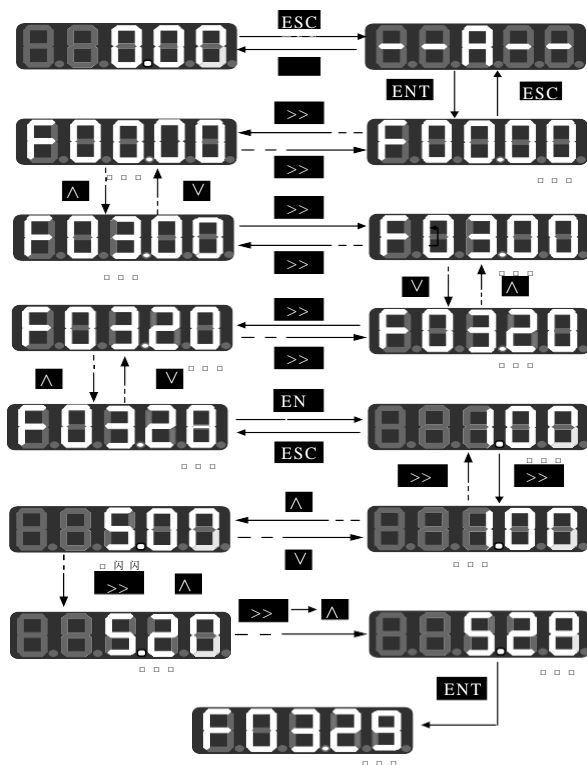 0.00 ESC --A--
ENT ESC
F00.00 >> F00.00
>>
∧ ∨
F03.00 >> F03.00
>>
∨ ∧
F03.20 >> F03.20
>>
∧ ∨
F03.28 EN 1.00
ESC
>> >>
5.00 ∧ 1.00
∨
闪闪
>> ∧
5.20 >> ∧ 5.28
ENT
F03.29